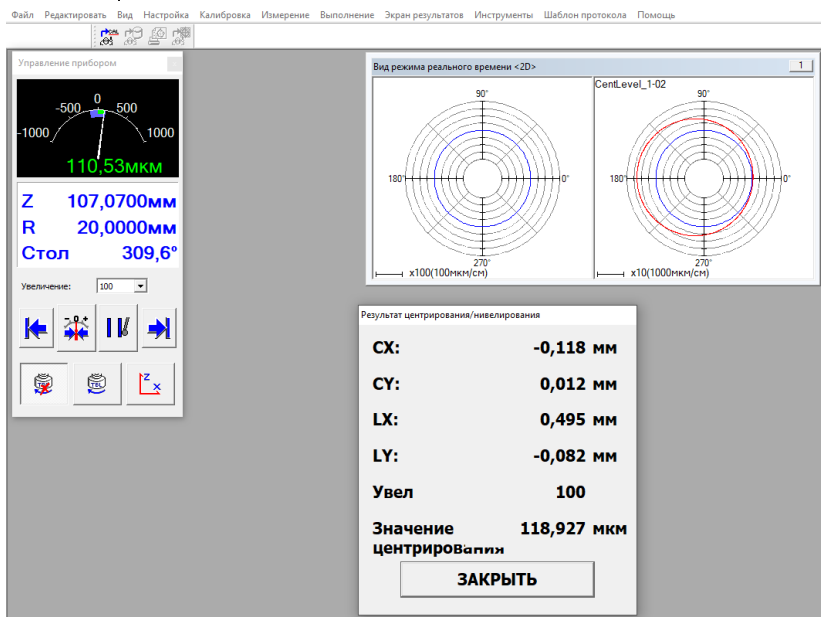 Файл Редактировать Вид Настройка Калибровка Измерение Выполнение Экран результатов Инструменты Шаблон протокола Помощь
Управление прибором
-1000 -500 0 500 1000
110,53мкм
Z 107,0700мм
R 20,0000мм
Стол 309,6°
Увеличение: 100
- 0 +
z x
Вид режима реального времени <2D> 1
90°
180° 0°
270°
x100(100мкм/см)
CentLevel_1-02
90°
180° 0°
270°
x10(1000мкм/см)
Результат центрирования/нивелирования
CX: -0,118 мм
CY: 0,012 мм
LX: 0,495 мм
LY: -0,082 мм
Увел 100
Значение 118,927 мкм
центрирования
ЗАКРЫТЬ